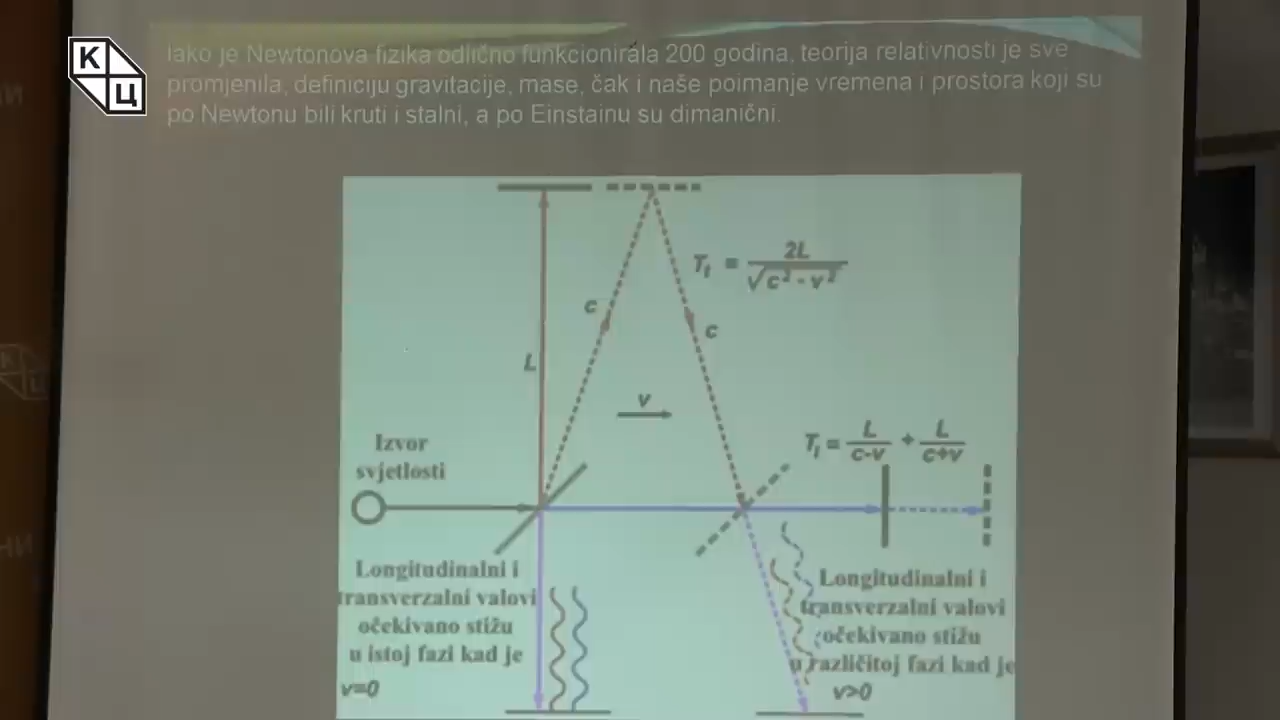 К
Ц
Iako je Newtonova fizika odlično funkcionirala 200 godina, teorija relativnosti je sve
promjenila, definiciju gravitacije, mase, čak i naše poimanje vremena i prostora koji su
po Newtonu bili kruti i stalni, a po Einstainu su dimanični.
T_t = 2L / √c² - v²
c
c
L
v
T_l = L/c-v + L/c+v
Izvor
svjetlosti
Longitudinalni i
transverzalni valovi
očekivano stižu
u istoj fazi kad je
v=0
Longitudinalni i
transverzalni valovi
očekivano stižu
u različitoj fazi kad je
v>0